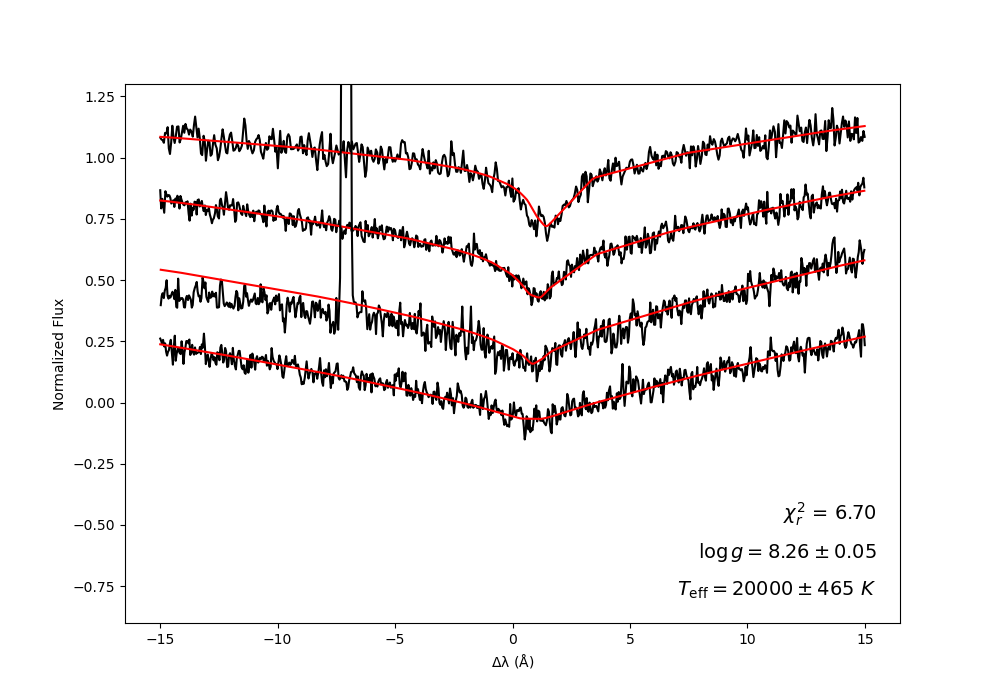 1.25
1.00
0.75
0.50
0.25
0.00
−0.25
−0.50
−0.75
Normalized Flux
χ²ᵣ = 6.70
log g = 8.26 ± 0.05
T_eff = 20000 ± 465 K
−15 −10 −5 0 5 10 15
Δλ (Å)